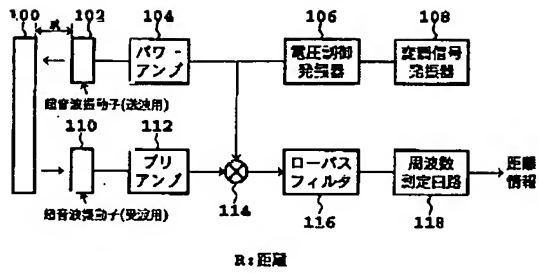 100 R 102 104 106 108
パワー
アンプ
電圧制御
発振器
変調信号
発振器
超音波振動子(送波用)
110 112
プリ
アンプ
ローパス
フィルタ
周波数
測定回路
距離
情報
114
超音波振動子(受波用)
116 118
R:距離